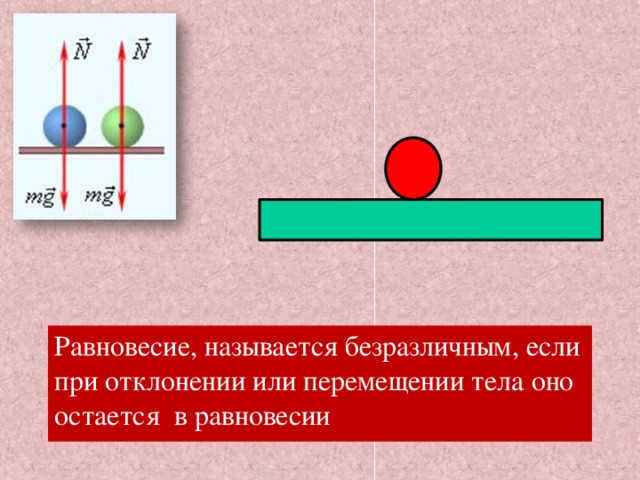 N⃗ N⃗
mg⃗ mg⃗
Равновесие, называется безразличным, если
при отклонении или перемещении тела оно
остается в равновесии